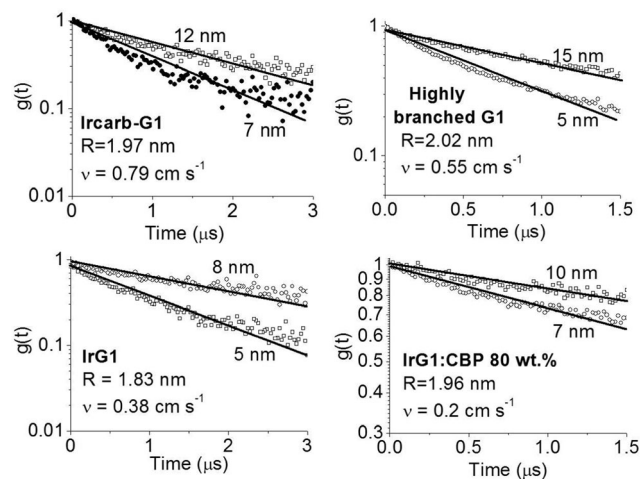 1
0.1
0.01
g(t)
12 nm
7 nm
Ircarb-G1
R=1.97 nm
ν = 0.79 cm s⁻¹
0 1 2 3
Time (μs)
1
0.1
g(t)
15 nm
5 nm
Highly
branched G1
R=2.02 nm
ν = 0.55 cm s⁻¹
0.0 0.5 1.0 1.5
Time (μs)
1
0.1
0.01
g(t)
8 nm
5 nm
IrG1
R = 1.83 nm
ν = 0.38 cm s⁻¹
0 1 2 3
Time (μs)
1
0.9
0.8
0.7
0.6
0.5
0.4
0.3
g(t)
10 nm
7 nm
IrG1:CBP 80 wt.%
R=1.96 nm
ν = 0.2 cm s⁻¹
0.0 0.5 1.0 1.5
Time (μs)